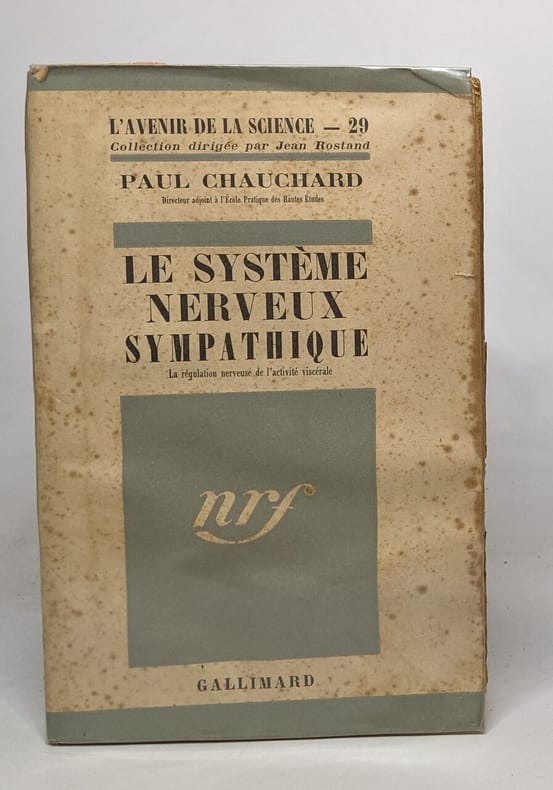 L'AVENIR DE LA SCIENCE — 29
Collection dirigée par Jean Rostand
PAUL CHAUCHARD
Directeur adjoint à l'École Pratique des Hautes Études
LE SYSTÈME
NERVEUX
SYMPATHIQUE
La régulation nerveuse de l'activité viscérale
nrf
GALLIMARD